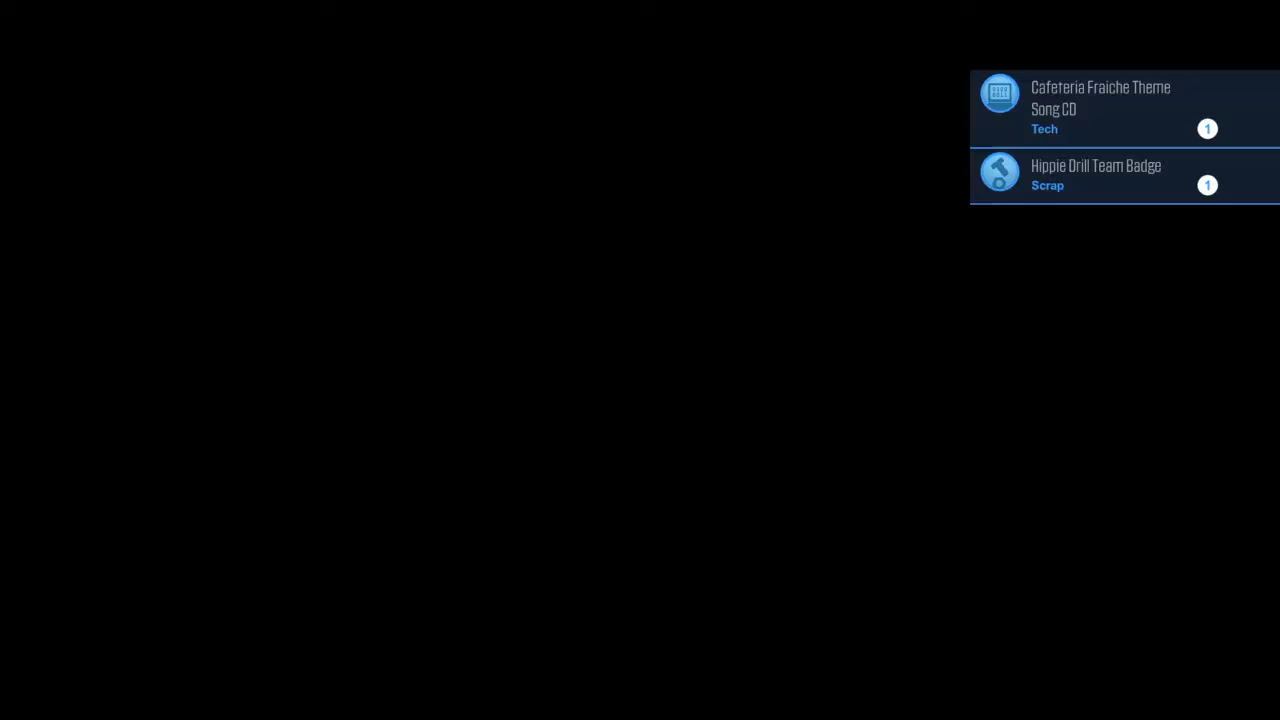 Cafeteria Fraiche Theme
Song CD
Tech
1
Hippie Drill Team Badge
Scrap
1